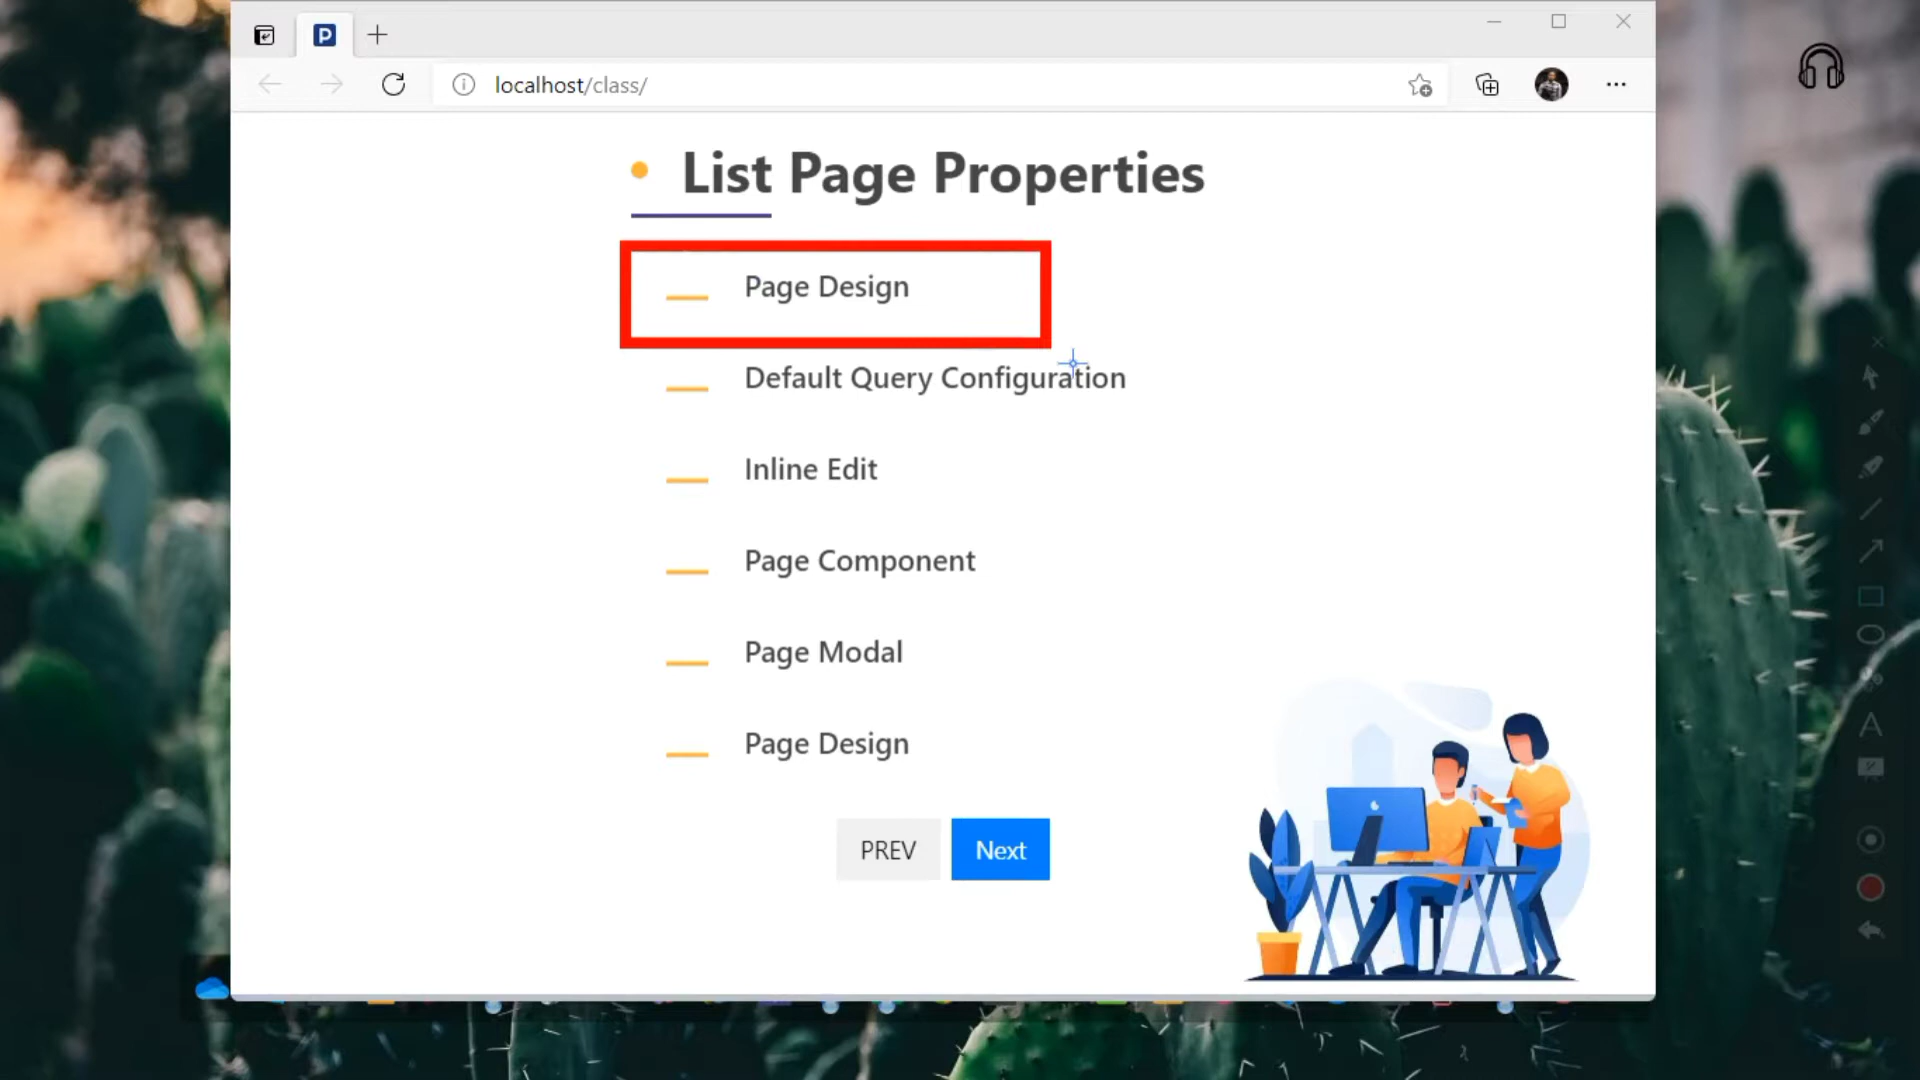 P
localhost/class/
List Page Properties
Page Design
Default Query Configuration
Inline Edit
Page Component
Page Modal
Page Design
PREV Next
A